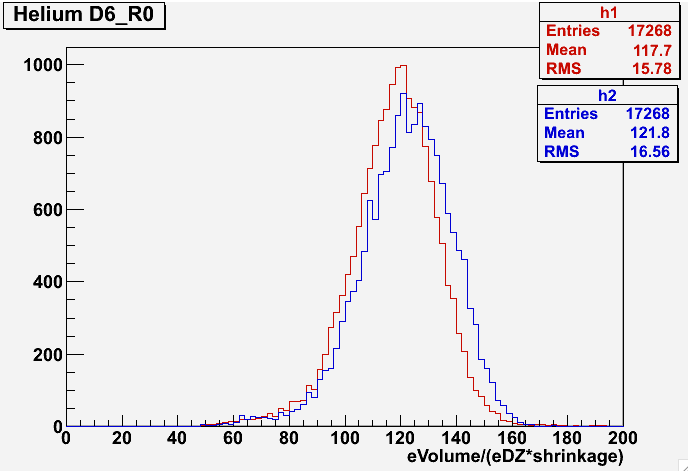 Helium D6_R0
h1
Entries 17268
Mean 117.7
RMS 15.78
h2
Entries 17268
Mean 121.8
RMS 16.56
1000
800
600
400
200
0
0 20 40 60 80 100 120 140 160 180 200
eVolume/(eDZ*shrinkage)